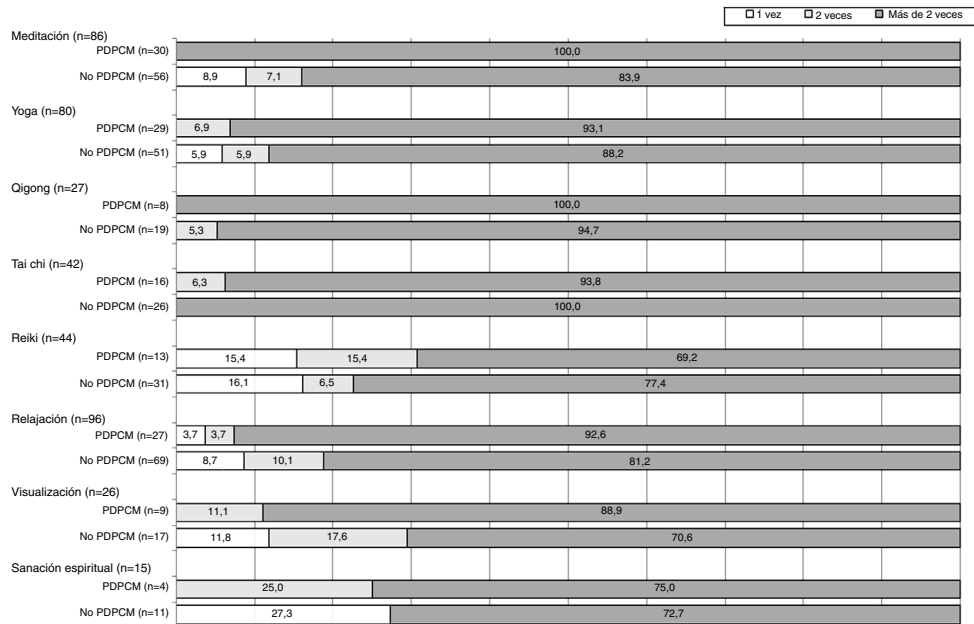 1 vez 2 veces Más de 2 veces
Meditación (n=86)
PDPCM (n=30) 100,0
No PDPCM (n=56) 8,9 7,1 83,9
Yoga (n=80)
PDPCM (n=29) 6,9 93,1
No PDPCM (n=51) 5,9 5,9 88,2
Qigong (n=27)
PDPCM (n=8) 100,0
No PDPCM (n=19) 5,3 94,7
Tai chi (n=42)
PDPCM (n=16) 6,3 93,8
No PDPCM (n=26) 100,0
Reiki (n=44)
PDPCM (n=13) 15,4 15,4 69,2
No PDPCM (n=31) 16,1 6,5 77,4
Relajación (n=96)
PDPCM (n=27) 3,7 3,7 92,6
No PDPCM (n=69) 8,7 10,1 81,2
Visualización (n=26)
PDPCM (n=9) 11,1 88,9
No PDPCM (n=17) 11,8 17,6 70,6
Sanación espiritual (n=15)
PDPCM (n=4) 25,0 75,0
No PDPCM (n=11) 27,3 72,7